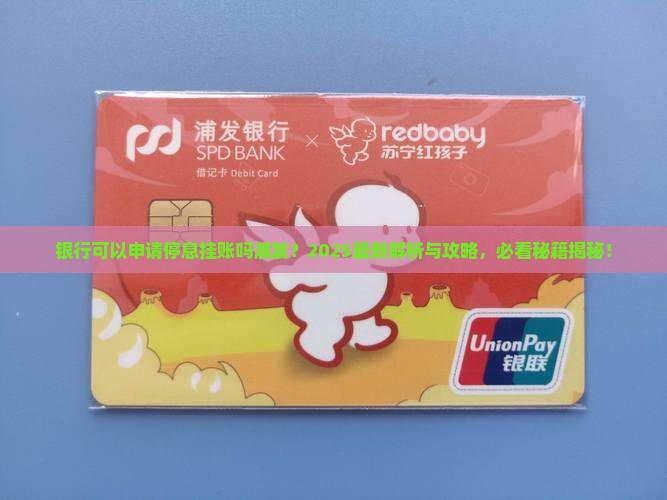 浦发银行
SPD BANK
借记卡 Debit Card
×
redbaby
苏宁红孩子
银行可以申请停息挂账吗浦发？2025最新解析与攻略，必看秘籍揭秘！
UnionPay
银联